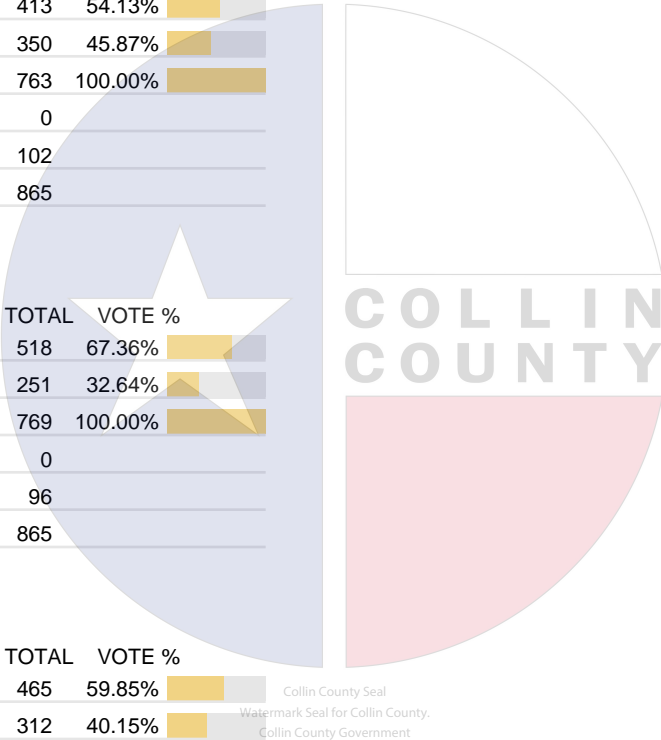 413 54.13%
350 45.87%
763 100.00%
0
102
865
COLLIN
COUNTY
TOTAL VOTE %
518 67.36%
251 32.64%
769 100.00%
0
96
865
TOTAL VOTE %
465 59.85%
312 40.15%
Collin County Seal
Watermark Seal for Collin County.
Collin County Government